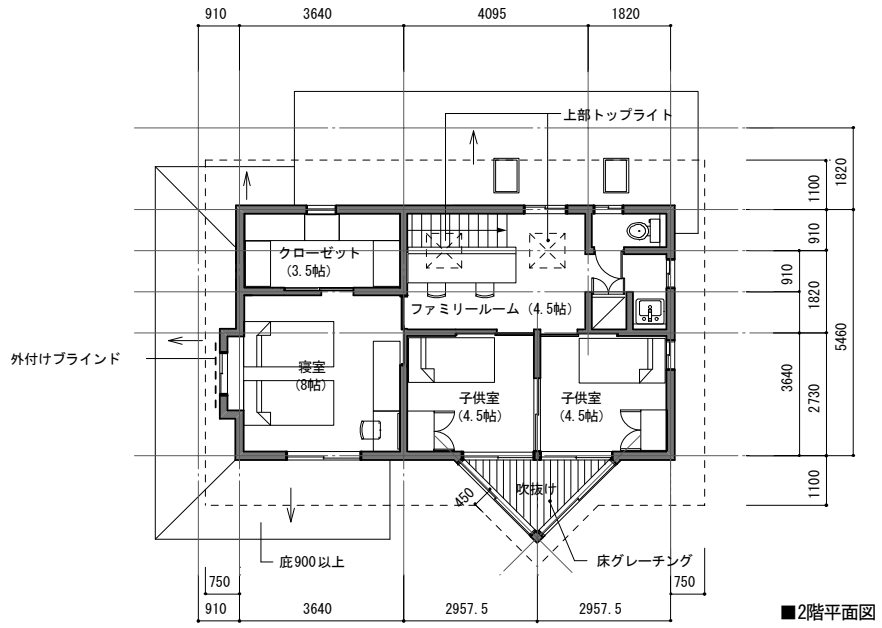 910
3640
4095
1820
上部トップライト
1820
1100
910
クローゼット
(3.5帖)
ファミリールーム (4.5帖)
910
1820
5460
外付けブラインド
寝室
(8帖)
子供室
(4.5帖)
子供室
(4.5帖)
3640
2730
450
吹抜け
1100
庇900以上
床グレーチング
750
750
910
3640
2957.5
2957.5
■2階平面図